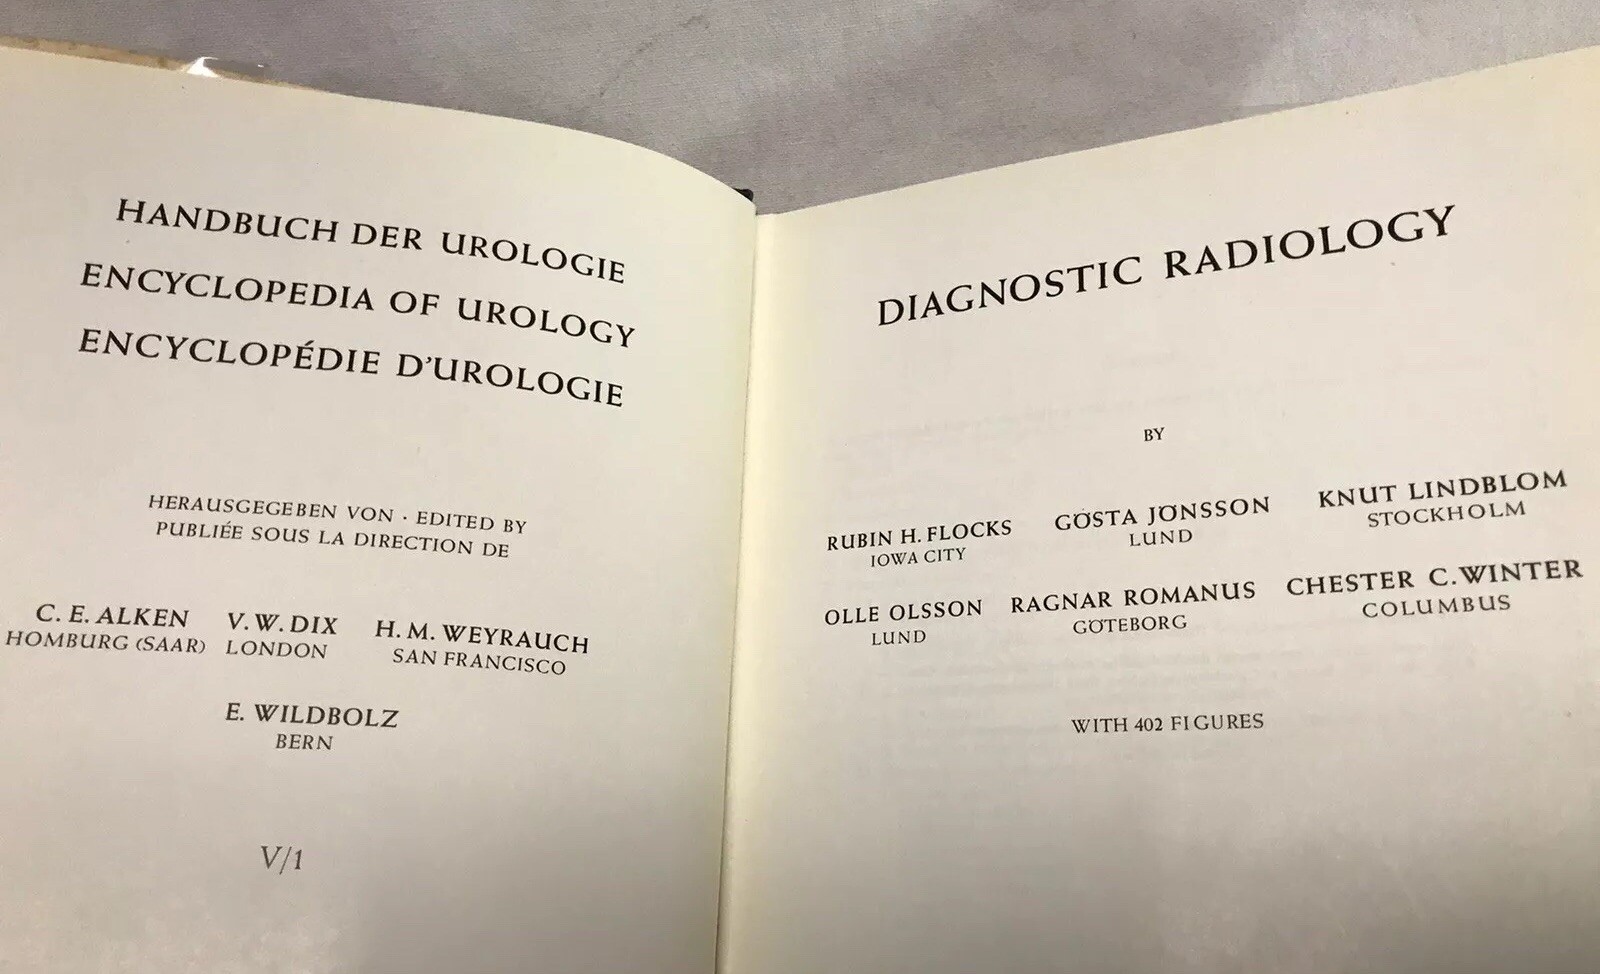 HANDBUCH DER UROLOGIE
ENCYCLOPEDIA OF UROLOGY
ENCYCLOPÉDIE D'UROLOGIE
HERAUSGEGEBEN VON · EDITED BY
PUBLIÉE SOUS LA DIRECTION DE
C. E. ALKEN V. W. DIX H. M. WEYRAUCH
HOMBURG (SAAR) LONDON SAN FRANCISCO
E. WILDBOLZ
BERN
V/1
DIAGNOSTIC RADIOLOGY
BY
RUBIN H. FLOCKS GÖSTA JÖNSSON KNUT LINDBLOM
IOWA CITY LUND STOCKHOLM
OLLE OLSSON RAGNAR ROMANUS CHESTER C. WINTER
LUND GÖTEBORG COLUMBUS
WITH 402 FIGURES